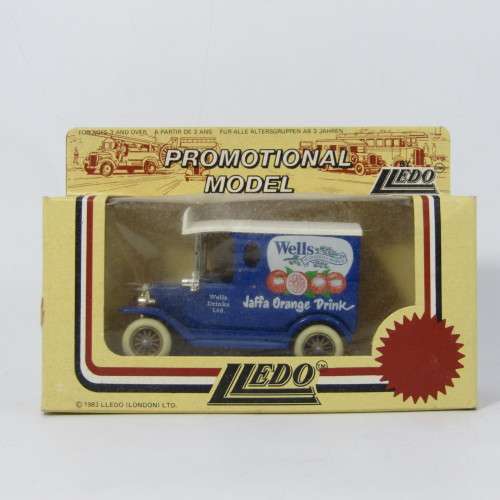 FOR AGES 3 AND OVER A PARTIR DE 3 ANS FÜR ALLE ALTERSGRUPPEN AB 3 JAHREN
PROMOTIONAL
MODEL
LLEDO
Wells
Wells
Drinks
Ltd.
Jaffa Orange Drink
LLEDO TM
© 1983 LLEDO (LONDON) LTD.